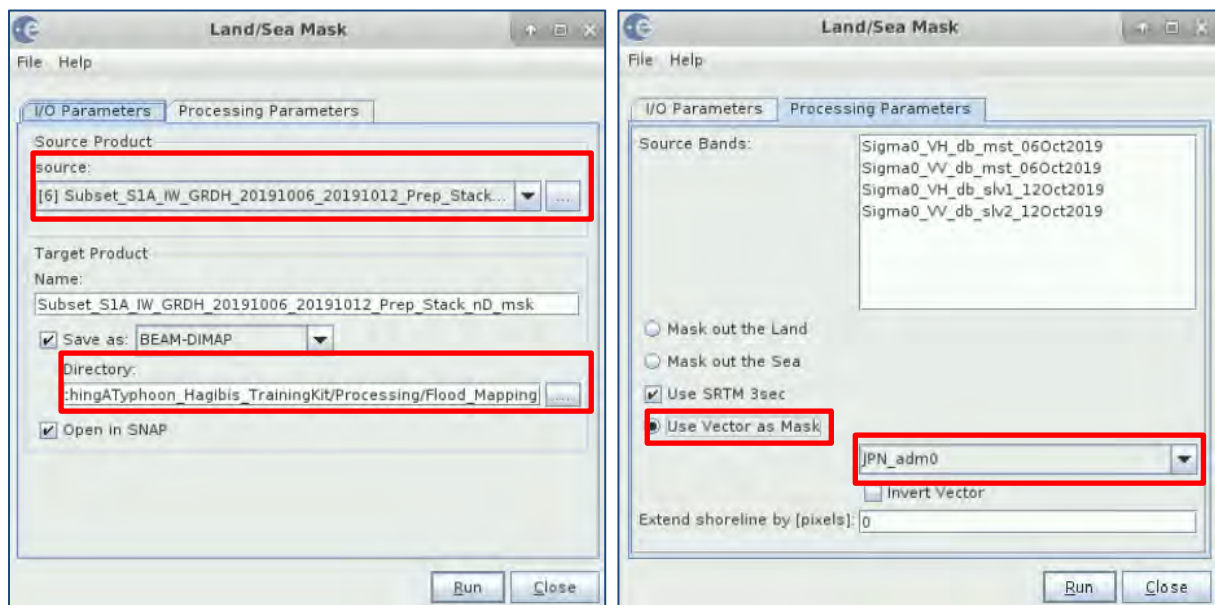 Land/Sea Mask
File Help
I/O Parameters Processing Parameters
Source Product
source:
[6] Subset_S1A_IW_GRDH_20191006_20191012_Prep_Stack... ...
Target Product
Name:
Subset_S1A_IW_GRDH_20191006_20191012_Prep_Stack_nD_msk
Save as: BEAM-DIMAP
Directory:
:hingATyphoon_Hagibis_TrainingKit/Processing/Flood_Mapping ...
Open in SNAP
Run Close
Land/Sea Mask
File Help
I/O Parameters Processing Parameters
Source Bands:
Sigma0_VH_db_mst_06Oct2019
Sigma0_VV_db_mst_06Oct2019
Sigma0_VH_db_slv1_12Oct2019
Sigma0_VV_db_slv2_12Oct2019
Mask out the Land
Mask out the Sea
Use SRTM 3sec
Use Vector as Mask
JPN_adm0
Invert Vector
Extend shoreline by [pixels]: 0
Run Close